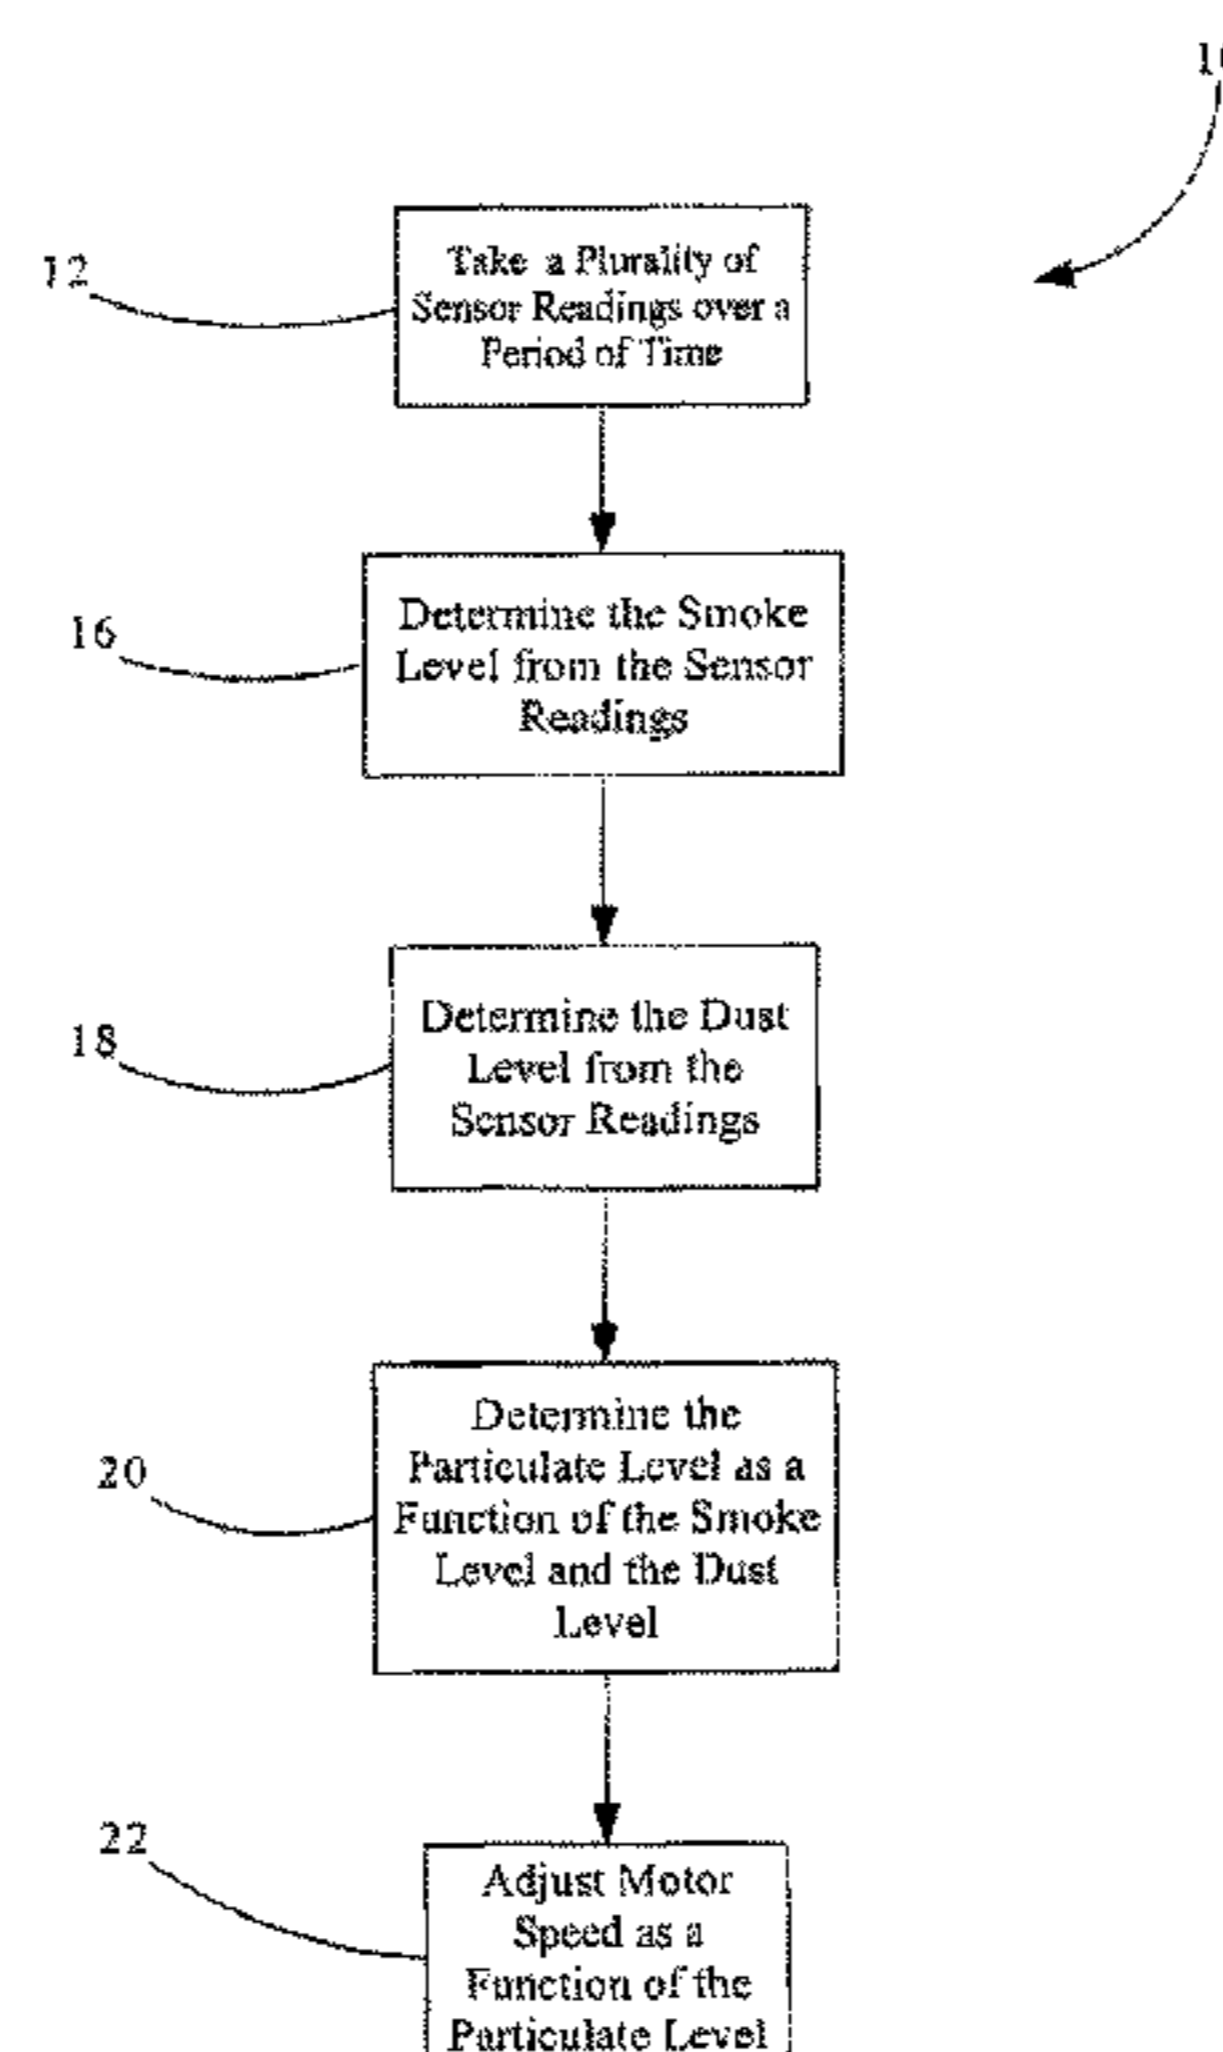 12
Take a Plurality of
Sensor Readings over a
Period of Time
16
Determine the Smoke
Level from the Sensor
Readings
18
Determine the Dust
Level from the
Sensor Readings
20
Determine the
Particulate Level as a
Function of the Smoke
Level and the Dust
Level
22
Adjust Motor
Speed as a
Function of the
Particulate Level